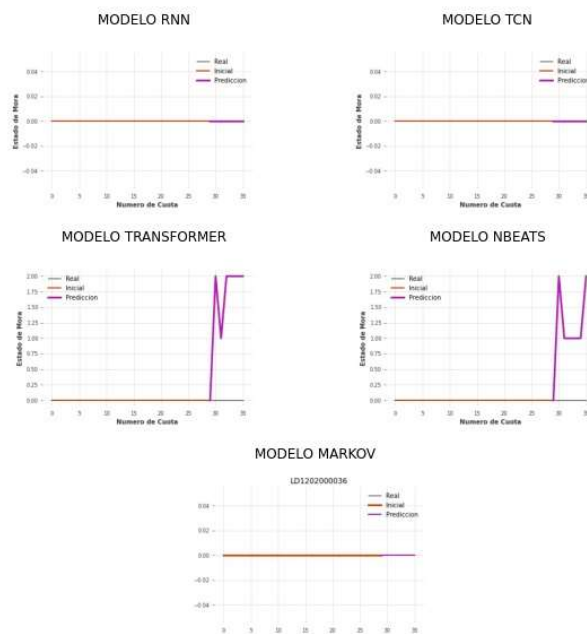 MODELO RNN
Real
Inicial
Prediccion
0.04
0.02
0.00
−0.02
−0.04
Estado de Mora
0 5 10 15 20 25 30 35
Numero de Cuota
MODELO TCN
Real
Inicial
Prediccion
0.04
0.02
0.00
−0.02
−0.04
Estado de Mora
0 5 10 15 20 25 30 35
Numero de Cuota
MODELO TRANSFORMER
Real
Inicial
Prediccion
2.00
1.75
1.50
1.25
1.00
0.75
0.50
0.25
0.00
Estado de Mora
0 5 10 15 20 25 30 35
Numero de Cuota
MODELO NBEATS
Real
Inicial
Prediccion
2.00
1.75
1.50
1.25
1.00
0.75
0.50
0.25
0.00
Estado de Mora
0 5 10 15 20 25 30 35
Numero de Cuota
MODELO MARKOV
LD1202000036
Real
Inicial
Prediccion
0.04
0.02
0.00
−0.02
−0.04
0 5 10 15 20 25 30 35